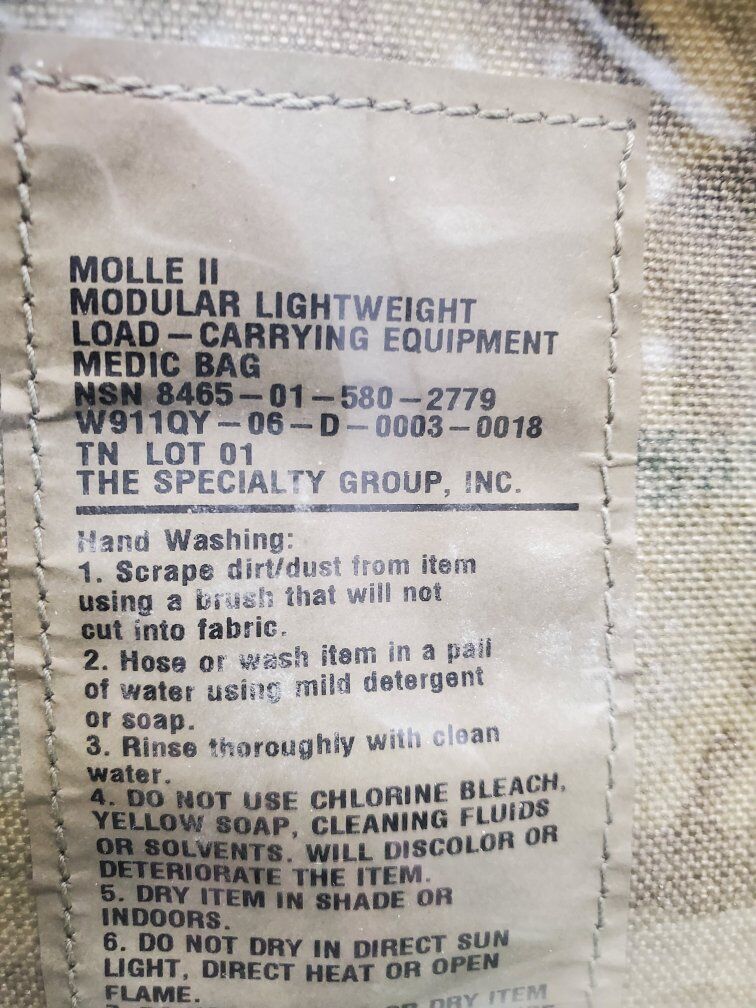 MOLLE II
MODULAR LIGHTWEIGHT
LOAD – CARRYING EQUIPMENT
MEDIC BAG
NSN 8465 – 01 – 580 – 2779
W911QY – 06 – D – 0003 – 0018
TN LOT 01
THE SPECIALTY GROUP, INC.
Hand Washing:
1. Scrape dirt/dust from item
using a brush that will not
cut into fabric.
2. Hose or wash item in a pail
of water using mild detergent
or soap.
3. Rinse thoroughly with clean
water.
4. DO NOT USE CHLORINE BLEACH,
YELLOW SOAP, CLEANING FLUIDS
OR SOLVENTS. WILL DISCOLOR OR
DETERIORATE THE ITEM.
5. DRY ITEM IN SHADE OR
INDOORS.
6. DO NOT DRY IN DIRECT SUN
LIGHT, DIRECT HEAT OR OPEN
FLAME.
OR DRY ITEM